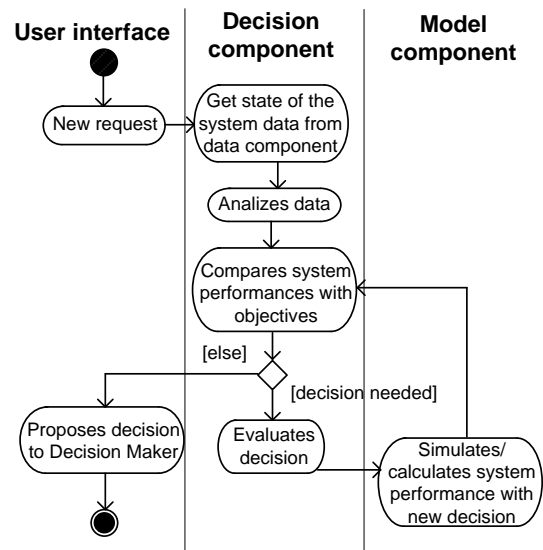 User interface
Decision
component
Model
component
New request
Get state of the
system data from
data component
Analizes data
Compares system
performances with
objectives
[else]
[decision needed]
Proposes decision
to Decision Maker
Evaluates
decision
Simulates/
calculates system
performance with
new decision